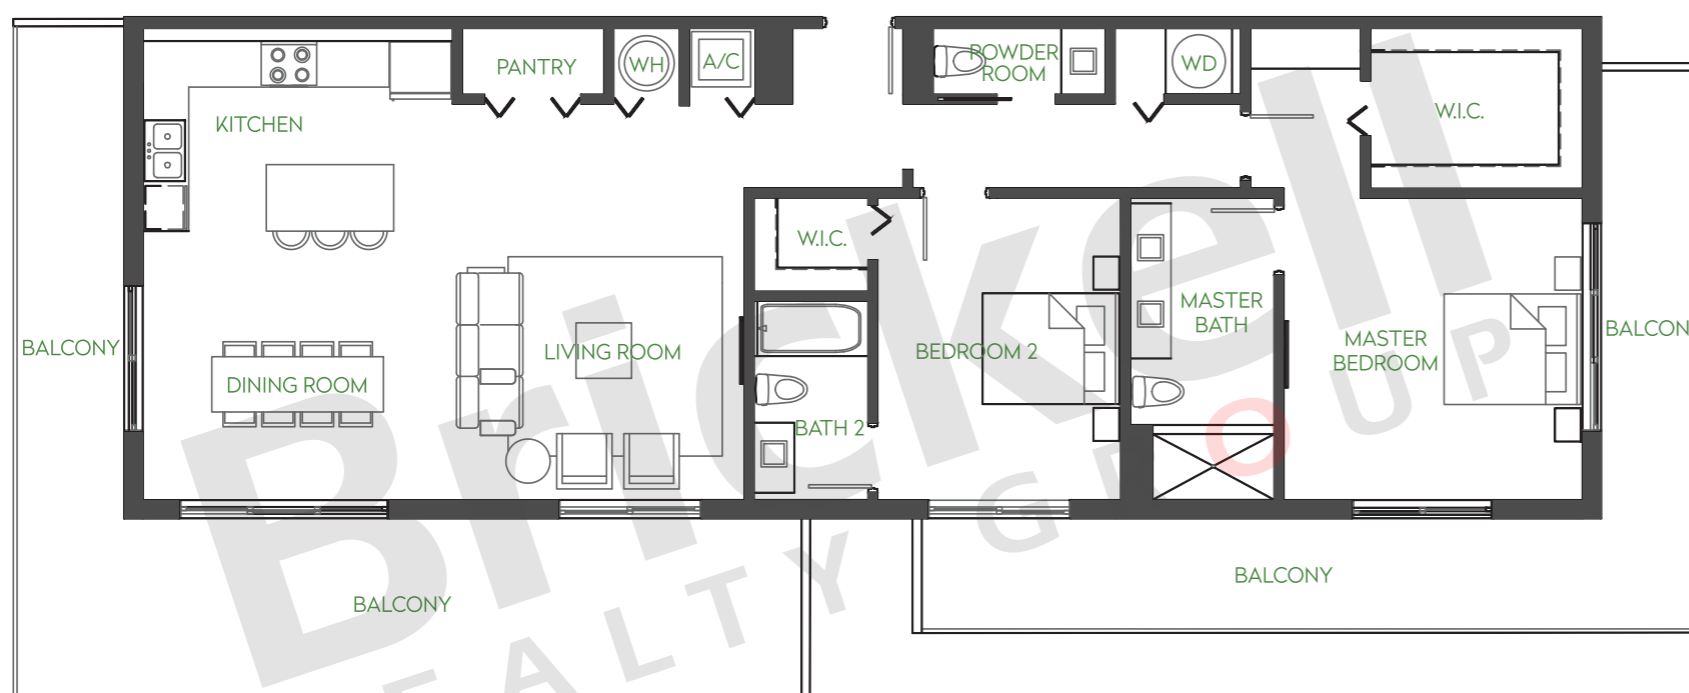 PANTRY
WH
A/C
POWDER
ROOM
WD
W.I.C.
KITCHEN
W.I.C.
BALCONY
DINING ROOM
LIVING ROOM
BATH 2
BEDROOM 2
MASTER
BATH
MASTER
BEDROOM
BALCON
BALCONY
BALCONY
Brickell
EALTY GROUP